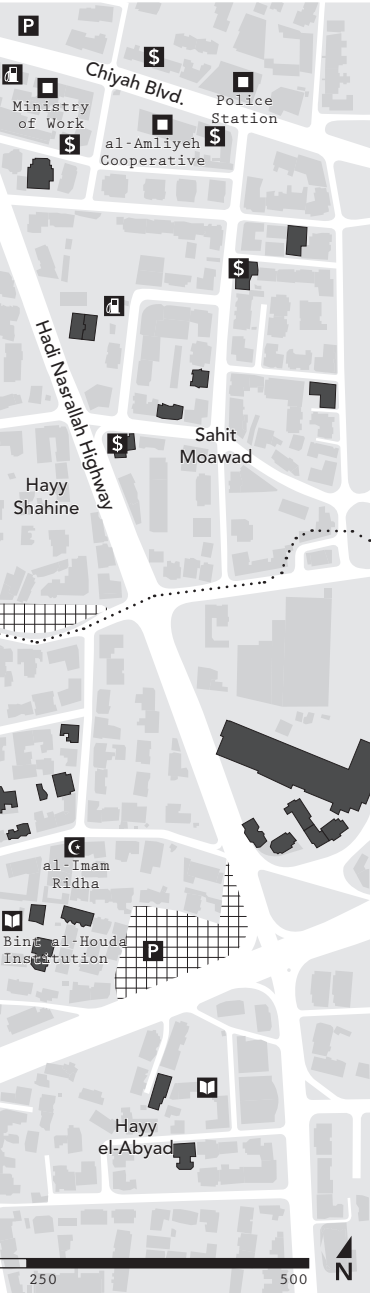 P
$
Chiyah Blvd.
Ministry
of Work
Police
Station
$
$
al-Amliyeh
Cooperative
$
Hadi Nasrallah Highway
$
Sahit
Moawad
Hayy
Shahine
al-Imam
Ridha
Bint al-Houda
Institution
P
Hayy
el-Abyad
N
250
500